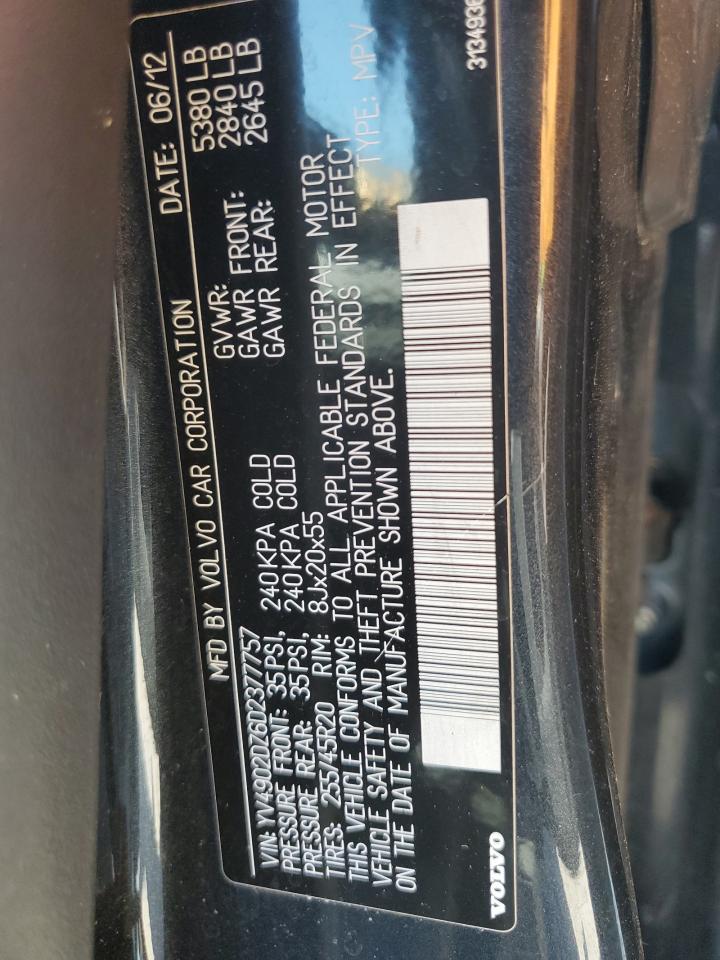 MFD BY VOLVO CAR CORPORATION DATE: 06/12
GVWR: 5380 LB
GAWR FRONT: 2840 LB
GAWR REAR: 2645 LB
VIN: YV4902DZ6D2377757
PRESSURE FRONT: 35PSI, 240KPA COLD
PRESSURE REAR: 35PSI, 240KPA COLD
TIRES: 255/45R20 RIM: 8Jx20x55
THIS VEHICLE CONFORMS TO ALL APPLICABLE FEDERAL MOTOR
VEHICLE SAFETY AND THEFT PREVENTION STANDARDS IN EFFECT
ON THE DATE OF MANUFACTURE SHOWN ABOVE. TYPE: MPV
VOLVO